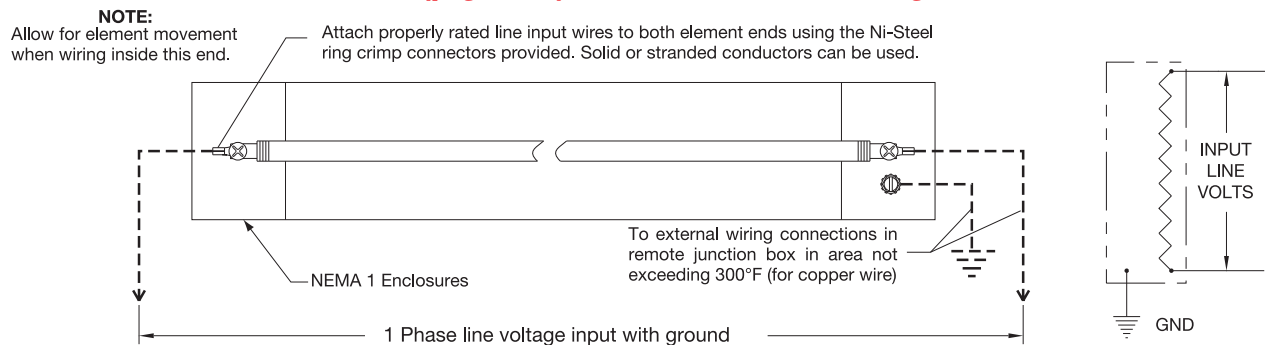 NOTE:
Allow for element movement
when wiring inside this end.
Attach properly rated line input wires to both element ends using the Ni-Steel
ring crimp connectors provided. Solid or stranded conductors can be used.
INPUT
LINE
VOLTS
To external wiring connections in
remote junction box in area not
exceeding 300°F (for copper wire)
NEMA 1 Enclosures
1 Phase line voltage input with ground
GND